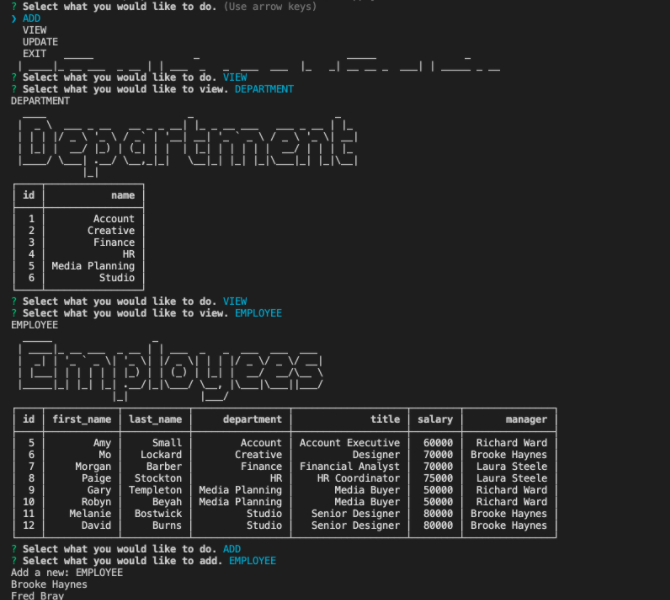 ? Select what you would like to do. (Use arrow keys)
❯ ADD
VIEW
UPDATE
EXIT
? Select what you would like to do. VIEW
? Select what you would like to view. DEPARTMENT
DEPARTMENT
Department
id name
1 Account
2 Creative
3 Finance
4 HR
5 Media Planning
6 Studio
? Select what you would like to do. VIEW
? Select what you would like to view. EMPLOYEE
EMPLOYEE
Employees
id first_name last_name department title salary manager
5 Amy Small Account Account Executive 60000 Richard Ward
6 Mo Lockard Creative Designer 70000 Brooke Haynes
7 Morgan Barber Finance Financial Analyst 70000 Laura Steele
8 Paige Stockton HR HR Coordinator 75000 Laura Steele
9 Gary Templeton Media Planning Media Buyer 50000 Richard Ward
10 Robyn Beyah Media Planning Media Buyer 50000 Richard Ward
11 Melanie Bostwick Studio Senior Designer 80000 Brooke Haynes
12 David Burns Studio Senior Designer 80000 Brooke Haynes
? Select what you would like to do. ADD
? Select what you would like to add. EMPLOYEE
Add a new: EMPLOYEE
Brooke Haynes
Fred Bray